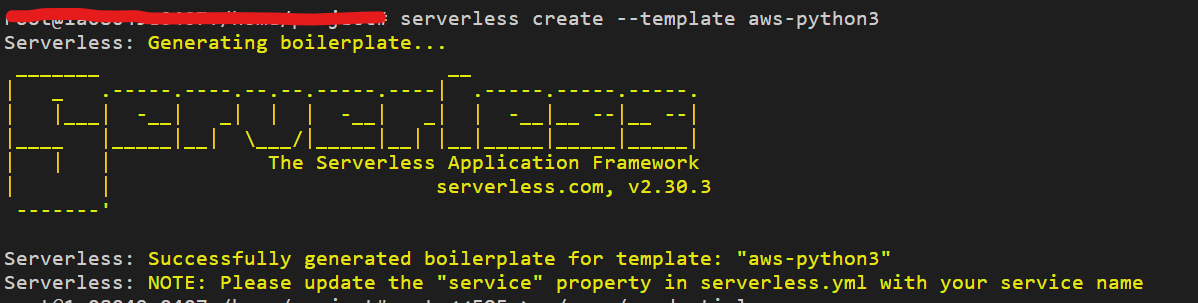 serverless create --template aws-python3
Serverless: Generating boilerplate...
Serverless
The Serverless Application Framework
serverless.com, v2.30.3
Serverless: Successfully generated boilerplate for template: "aws-python3"
Serverless: NOTE: Please update the "service" property in serverless.yml with your service name